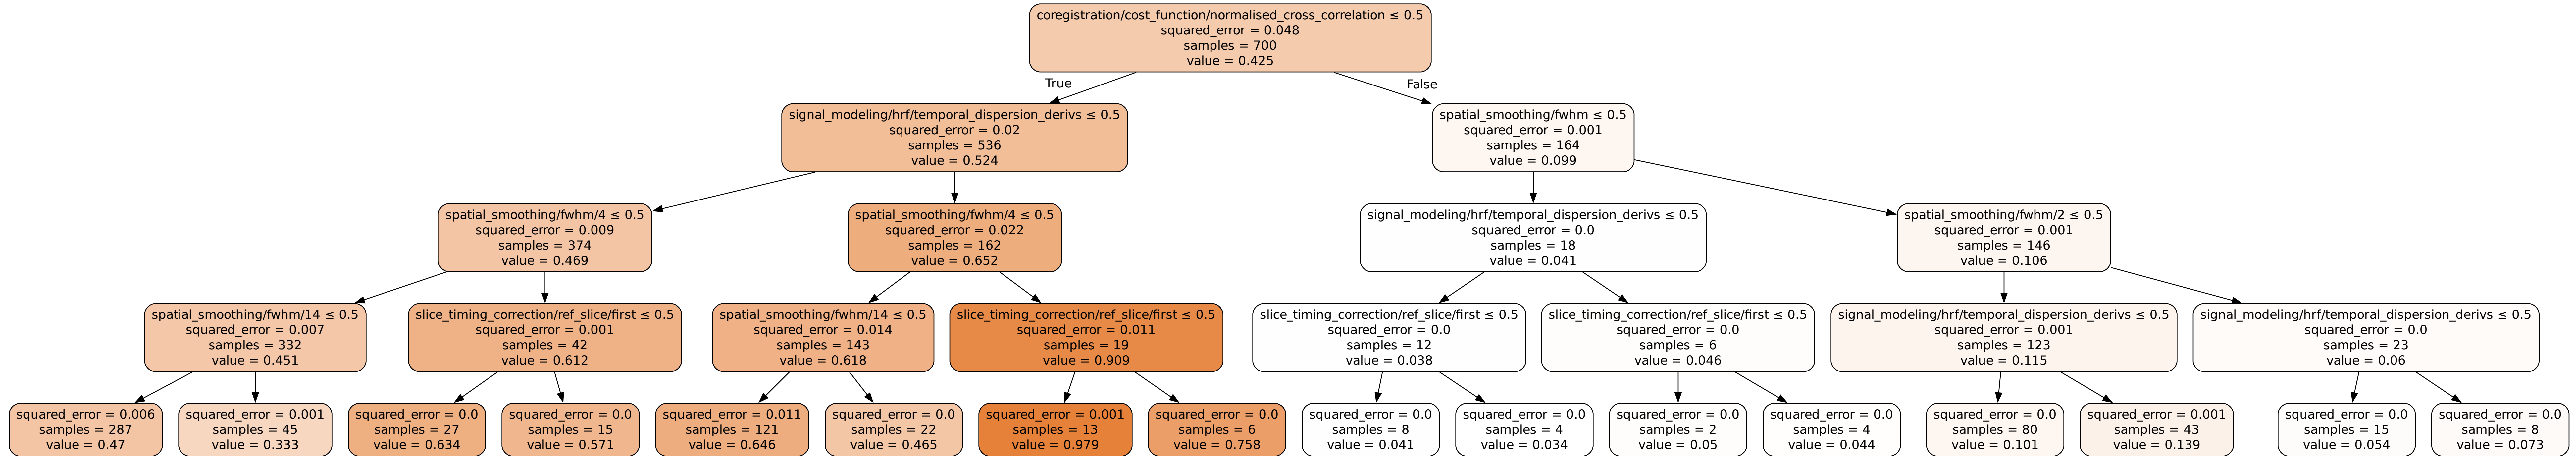 coregistration/cost_function/normalised_cross_correlation ≤ 0.5
squared_error = 0.048
samples = 700
value = 0.425
True
False
signal_modeling/hrf/temporal_dispersion_derivs ≤ 0.5
squared_error = 0.02
samples = 536
value = 0.524
spatial_smoothing/fwhm ≤ 0.5
squared_error = 0.001
samples = 164
value = 0.099
spatial_smoothing/fwhm/4 ≤ 0.5
squared_error = 0.009
samples = 374
value = 0.469
spatial_smoothing/fwhm/4 ≤ 0.5
squared_error = 0.022
samples = 162
value = 0.652
signal_modeling/hrf/temporal_dispersion_derivs ≤ 0.5
squared_error = 0.0
samples = 18
value = 0.041
spatial_smoothing/fwhm/2 ≤ 0.5
squared_error = 0.001
samples = 146
value = 0.106
spatial_smoothing/fwhm/14 ≤ 0.5
squared_error = 0.007
samples = 332
value = 0.451
slice_timing_correction/ref_slice/first ≤ 0.5
squared_error = 0.001
samples = 42
value = 0.612
spatial_smoothing/fwhm/14 ≤ 0.5
squared_error = 0.014
samples = 143
value = 0.618
slice_timing_correction/ref_slice/first ≤ 0.5
squared_error = 0.011
samples = 19
value = 0.909
slice_timing_correction/ref_slice/first ≤ 0.5
squared_error = 0.0
samples = 12
value = 0.038
slice_timing_correction/ref_slice/first ≤ 0.5
squared_error = 0.0
samples = 6
value = 0.046
signal_modeling/hrf/temporal_dispersion_derivs ≤ 0.5
squared_error = 0.001
samples = 123
value = 0.115
signal_modeling/hrf/temporal_dispersion_derivs ≤ 0.5
squared_error = 0.0
samples = 23
value = 0.06
squared_error = 0.006
samples = 287
value = 0.47
squared_error = 0.001
samples = 45
value = 0.333
squared_error = 0.0
samples = 27
value = 0.634
squared_error = 0.0
samples = 15
value = 0.571
squared_error = 0.011
samples = 121
value = 0.646
squared_error = 0.0
samples = 22
value = 0.465
squared_error = 0.001
samples = 13
value = 0.979
squared_error = 0.0
samples = 6
value = 0.758
squared_error = 0.0
samples = 8
value = 0.041
squared_error = 0.0
samples = 4
value = 0.034
squared_error = 0.0
samples = 2
value = 0.05
squared_error = 0.0
samples = 4
value = 0.044
squared_error = 0.0
samples = 80
value = 0.101
squared_error = 0.001
samples = 43
value = 0.139
squared_error = 0.0
samples = 15
value = 0.054
squared_error = 0.0
samples = 8
value = 0.073